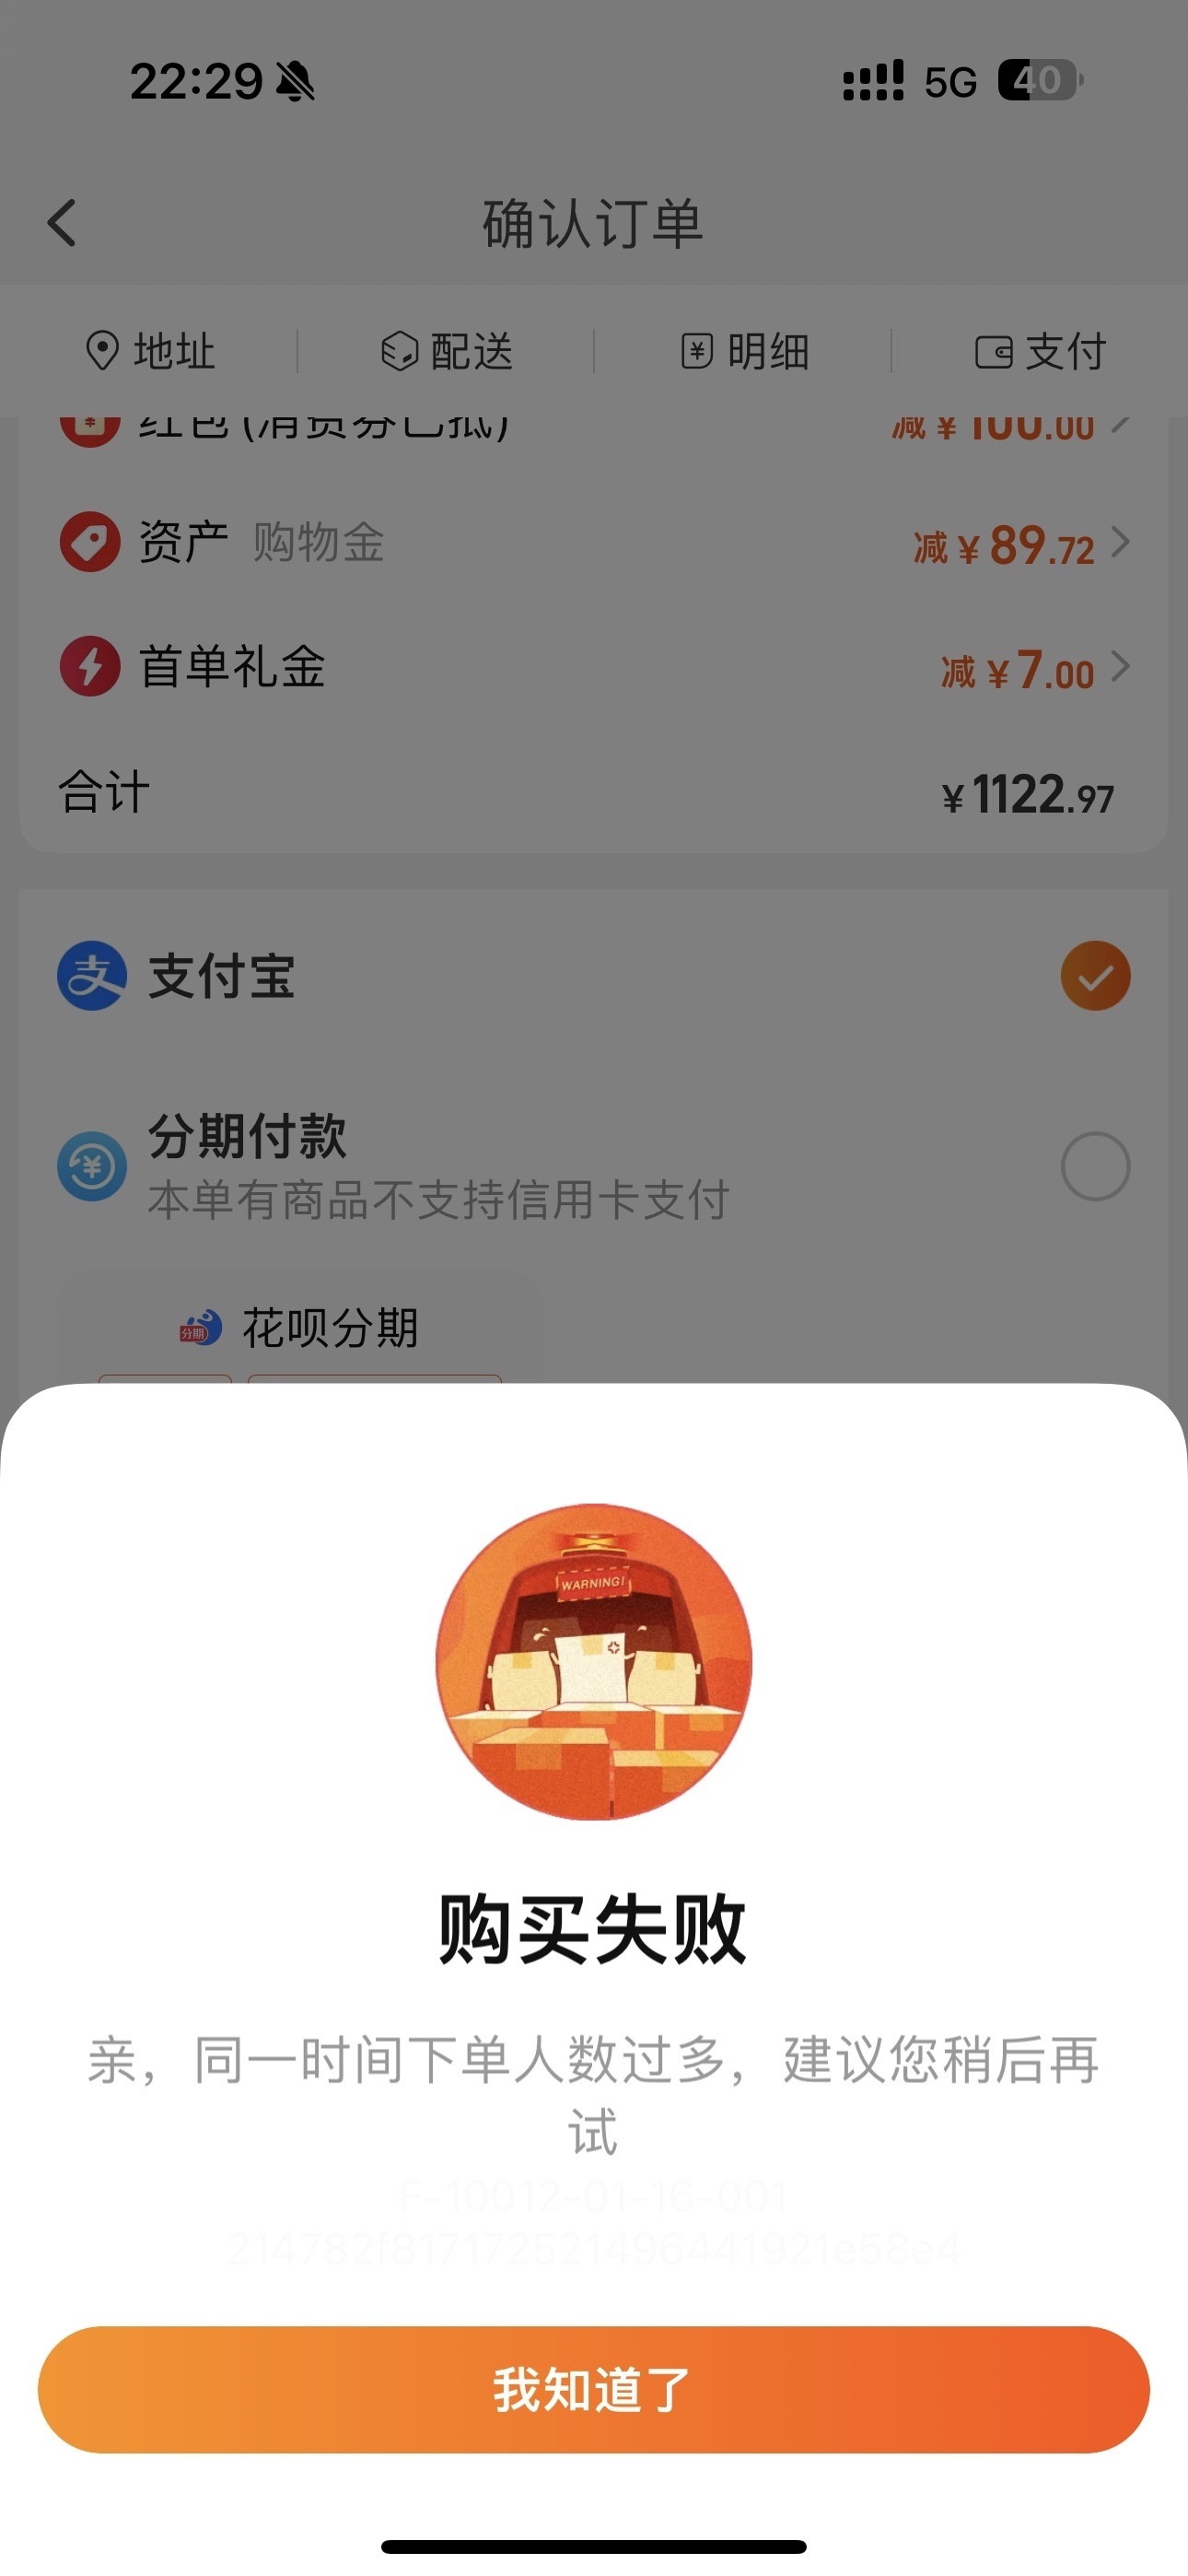 22:29
5G
40
确认订单
地址
配送
明细
支付
红包 (消费券已抵)
减 ¥ 100.00
资产 购物金
减 ¥ 89.72
首单礼金
减 ¥ 7.00
合计
¥ 1122.97
支付宝
分期付款
本单有商品不支持信用卡支付
分期
花呗分期
WARNING!
购买失败
亲，同一时间下单人数过多，建议您稍后再
试
F-10012-01-16-001
214782f817172521496441921e58e4
我知道了